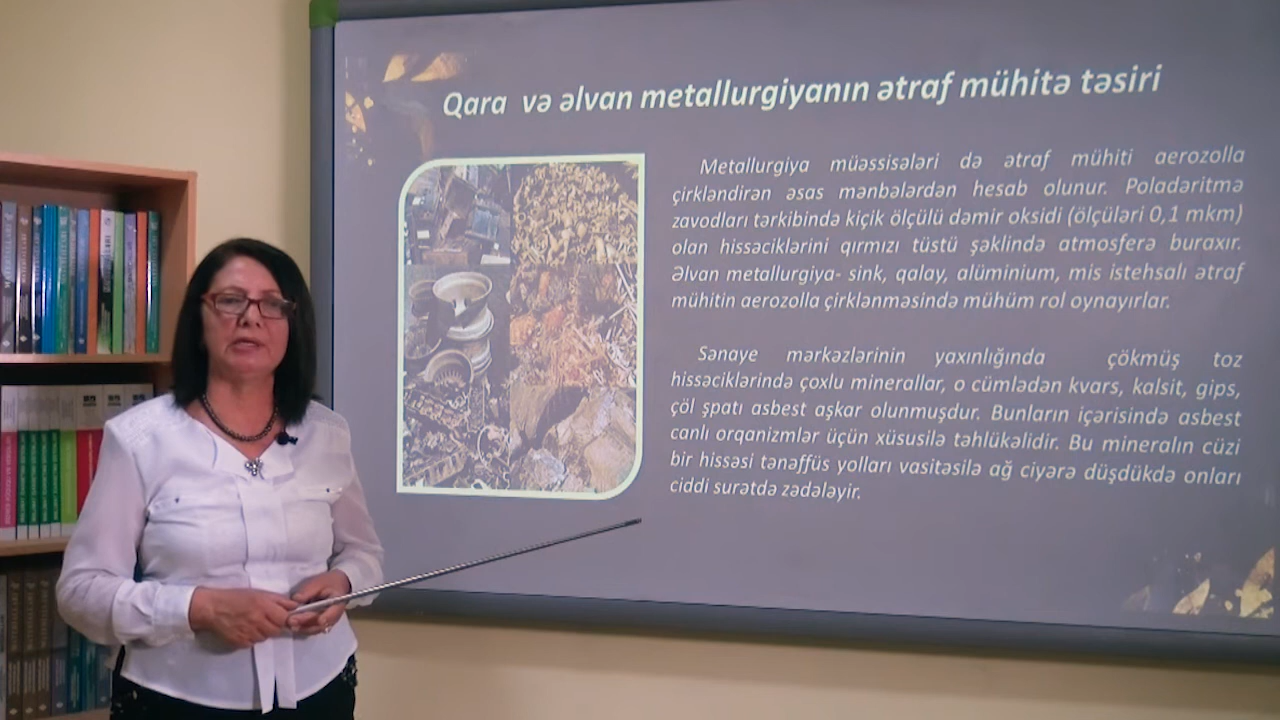 Qara və əlvan metallurgiyanın ətraf mühitə təsiri
Metallurgiya müəssisələri də ətraf mühiti aerozolla
çirkləndirən əsas mənbələrdən hesab olunur. Poladəritmə
zavodları tərkibində kiçik ölçülü dəmir oksidi (ölçüləri 0,1 mkm)
olan hissəciklərini qırmızı tüstü şəklində atmosferə buraxır.
Əlvan metallurgiya- sink, qalay, alüminium, mis istehsalı ətraf
mühitin aerozolla çirklənməsində mühüm rol oynayırlar.
Sənaye mərkəzlərinin yaxınlığında çökmüş toz
hissəciklərində çoxlu minerallar, o cümlədən kvars, kalsit, gips,
çöl şpatı asbest aşkar olunmuşdur. Bunların içərisində asbest
canlı orqanizmlər üçün xüsusilə təhlükəlidir. Bu mineralın cüzi
bir hissəsi tənəffüs yolları vasitəsilə ağ ciyərə düşdükdə onları
ciddi surətdə zədələyir.